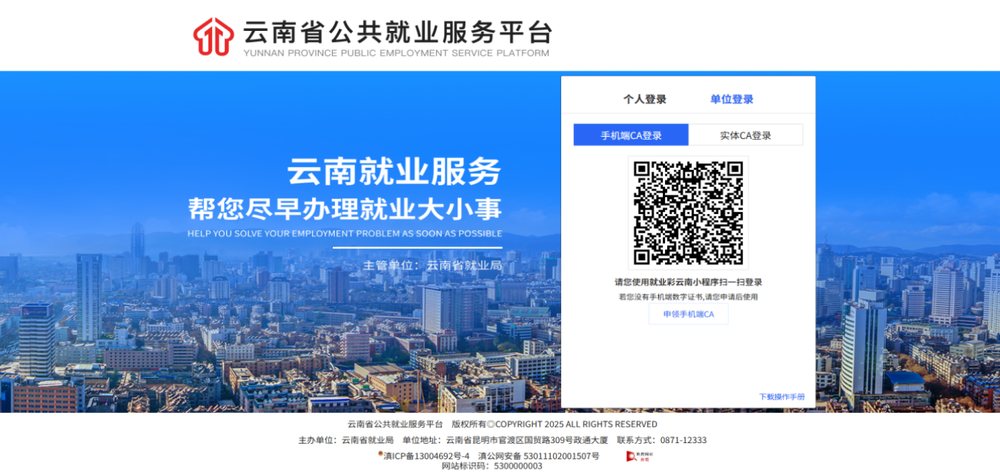 云南省公共就业服务平台
YUNNAN PROVINCE PUBLIC EMPLOYMENT SERVICE PLATFORM
云南就业服务
帮您尽早办理就业大小事
HELP YOU SOLVE YOUR EMPLOYMENT PROBLEM AS SOON AS POSSIBLE
主管单位：云南省就业局
个人登录 单位登录
手机端CA登录 实体CA登录
请您使用就业彩云南小程序扫一扫登录
若您没有手机端数字证书,请您申请后使用
申领手机端CA
下载操作手册
云南省公共就业服务平台 版权所有◎COPYRIGHT 2025 ALL RIGHTS RESERVED
主办单位：云南省就业局 单位地址：云南省昆明市官渡区国贸路309号政通大厦 联系方式：0871-12333
滇ICP备13004692号-4 滇公网安备 53011102001507号
网站标识码：5300000003
政府网站
找错